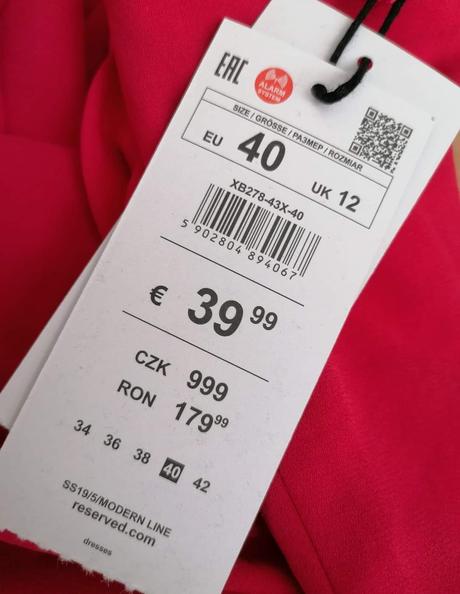 EAC
ALARM
SYSTEM
SIZE / GRÖSSE / РАЗМЕР / ROZMIAR
EU 40 UK 12
XB278-43X-40
5 902804 894067
€ 39 99
CZK 999
RON 179 99
34 36 38 40 42
SS19/5/MODERN LINE
reserved.com
dresses